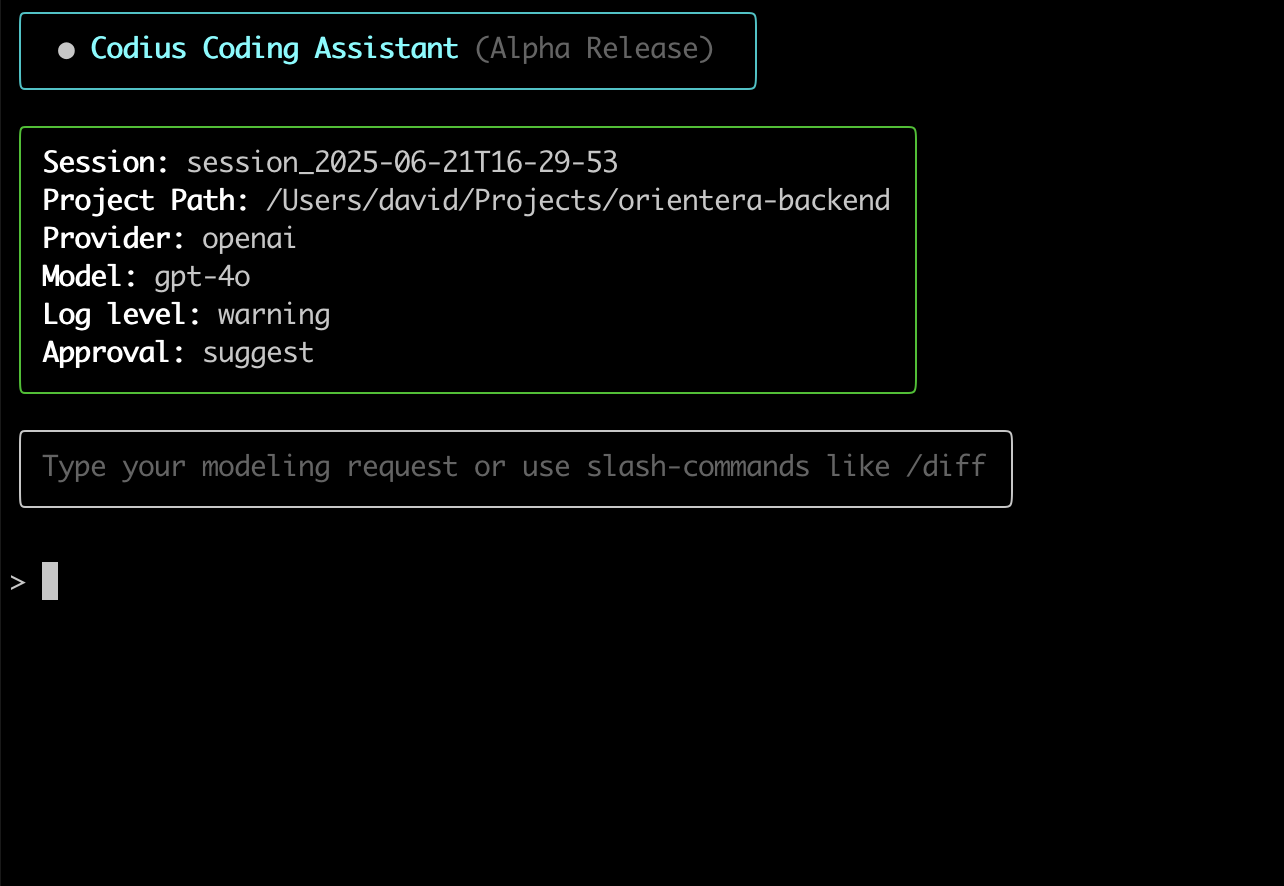 ● Codius Coding Assistant (Alpha Release)
Session: session_2025-06-21T16-29-53
Project Path: /Users/david/Projects/orientera-backend
Provider: openai
Model: gpt-4o
Log level: warning
Approval: suggest
Type your modeling request or use slash-commands like /diff
>